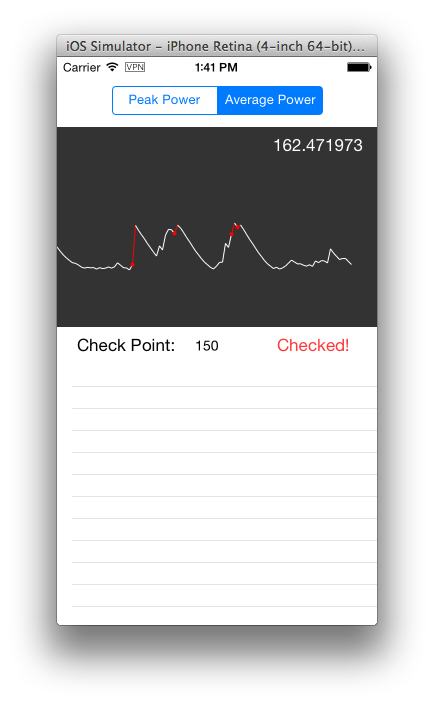 iOS Simulator - iPhone Retina (4-inch 64-bit)...
Carrier VPN 1:41 PM
Peak Power Average Power
162.471973
Check Point: 150 Checked!